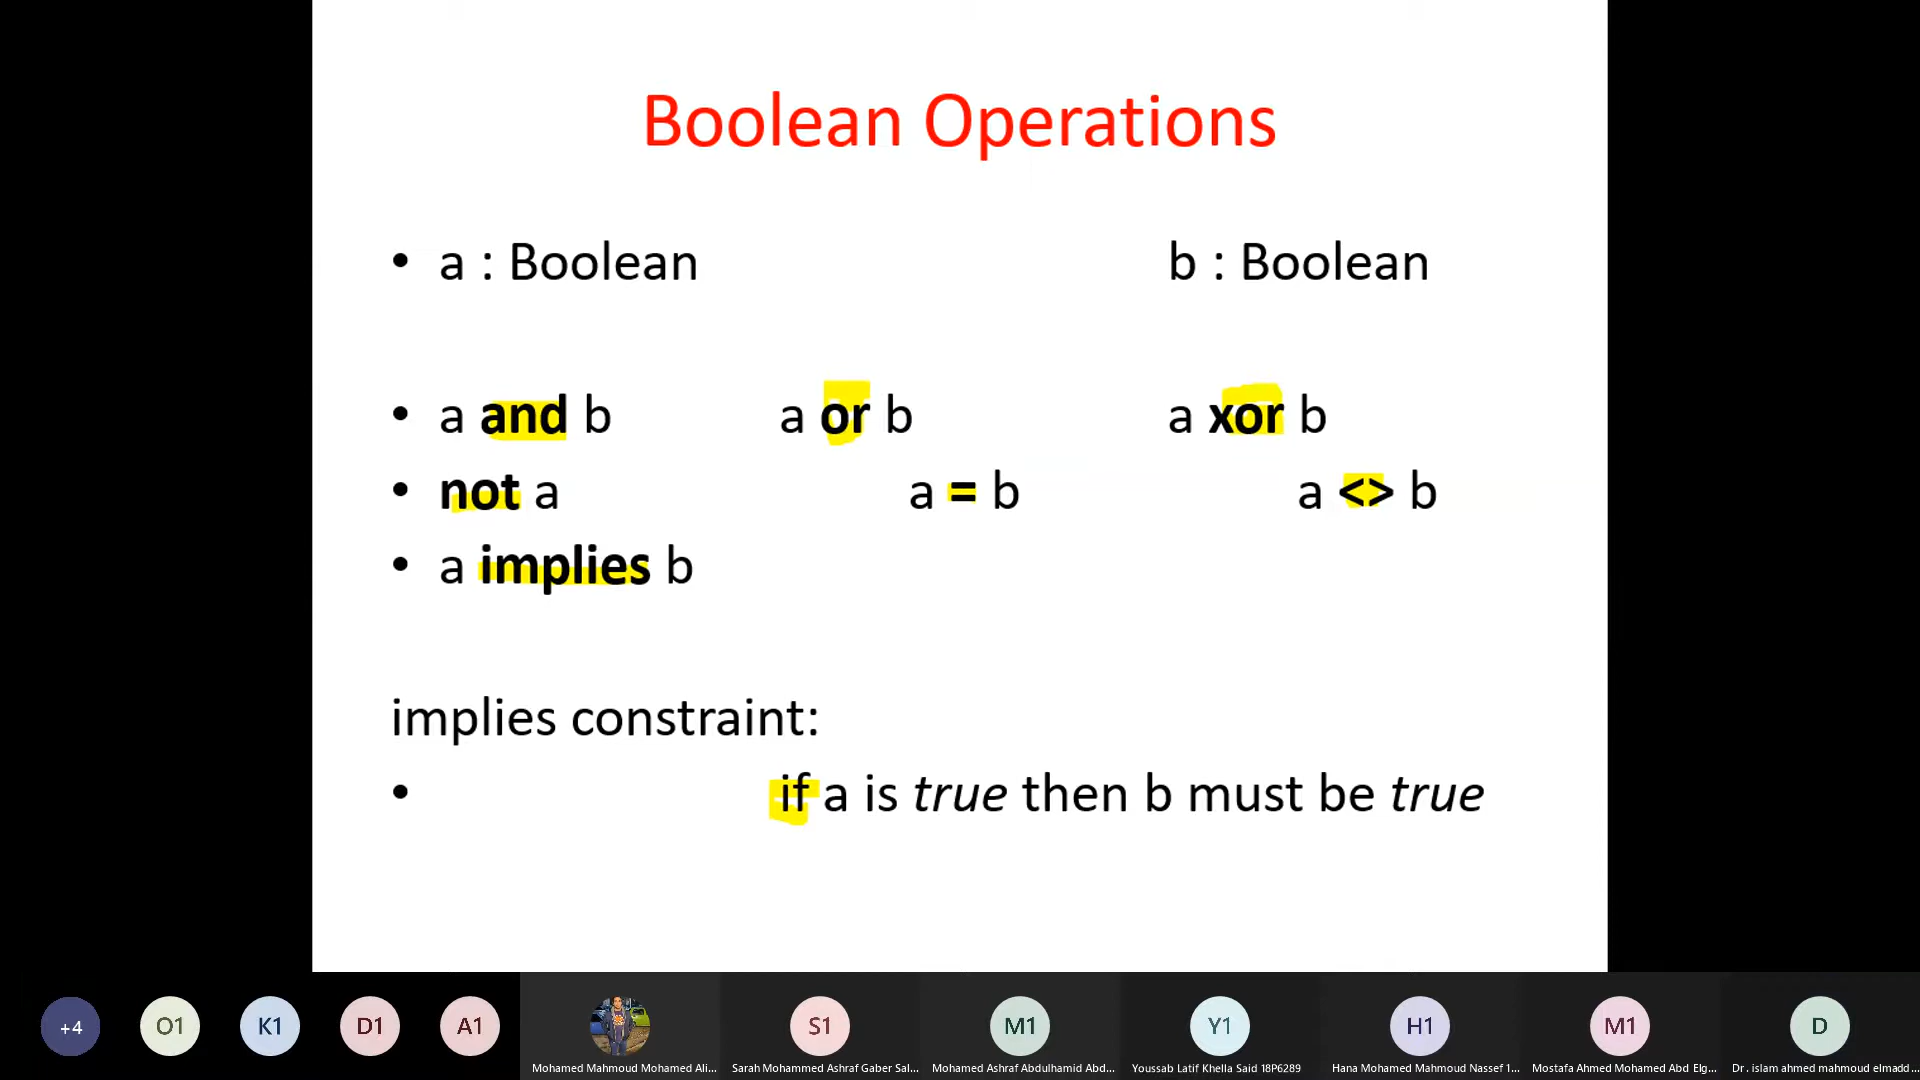 Boolean Operations
• a : Boolean b : Boolean
• a and b a or b a xor b
• not a a = b a <> b
• a implies b
implies constraint:
• if a is true then b must be true
+4 O1 K1 D1 A1 S1 M1 Y1 H1 M1 D
Mohamed Mahmoud Mohamed Ali... Sarah Mohammed Ashraf Gaber Sal... Mohamed Ashraf Abdulhamid Abd... Youssab Latif Khella Said 18P6289 Hana Mohamed Mahmoud Nassef 1... Mostafa Ahmed Mohamed Abd Elg... Dr. islam ahmed mahmoud elmadd...